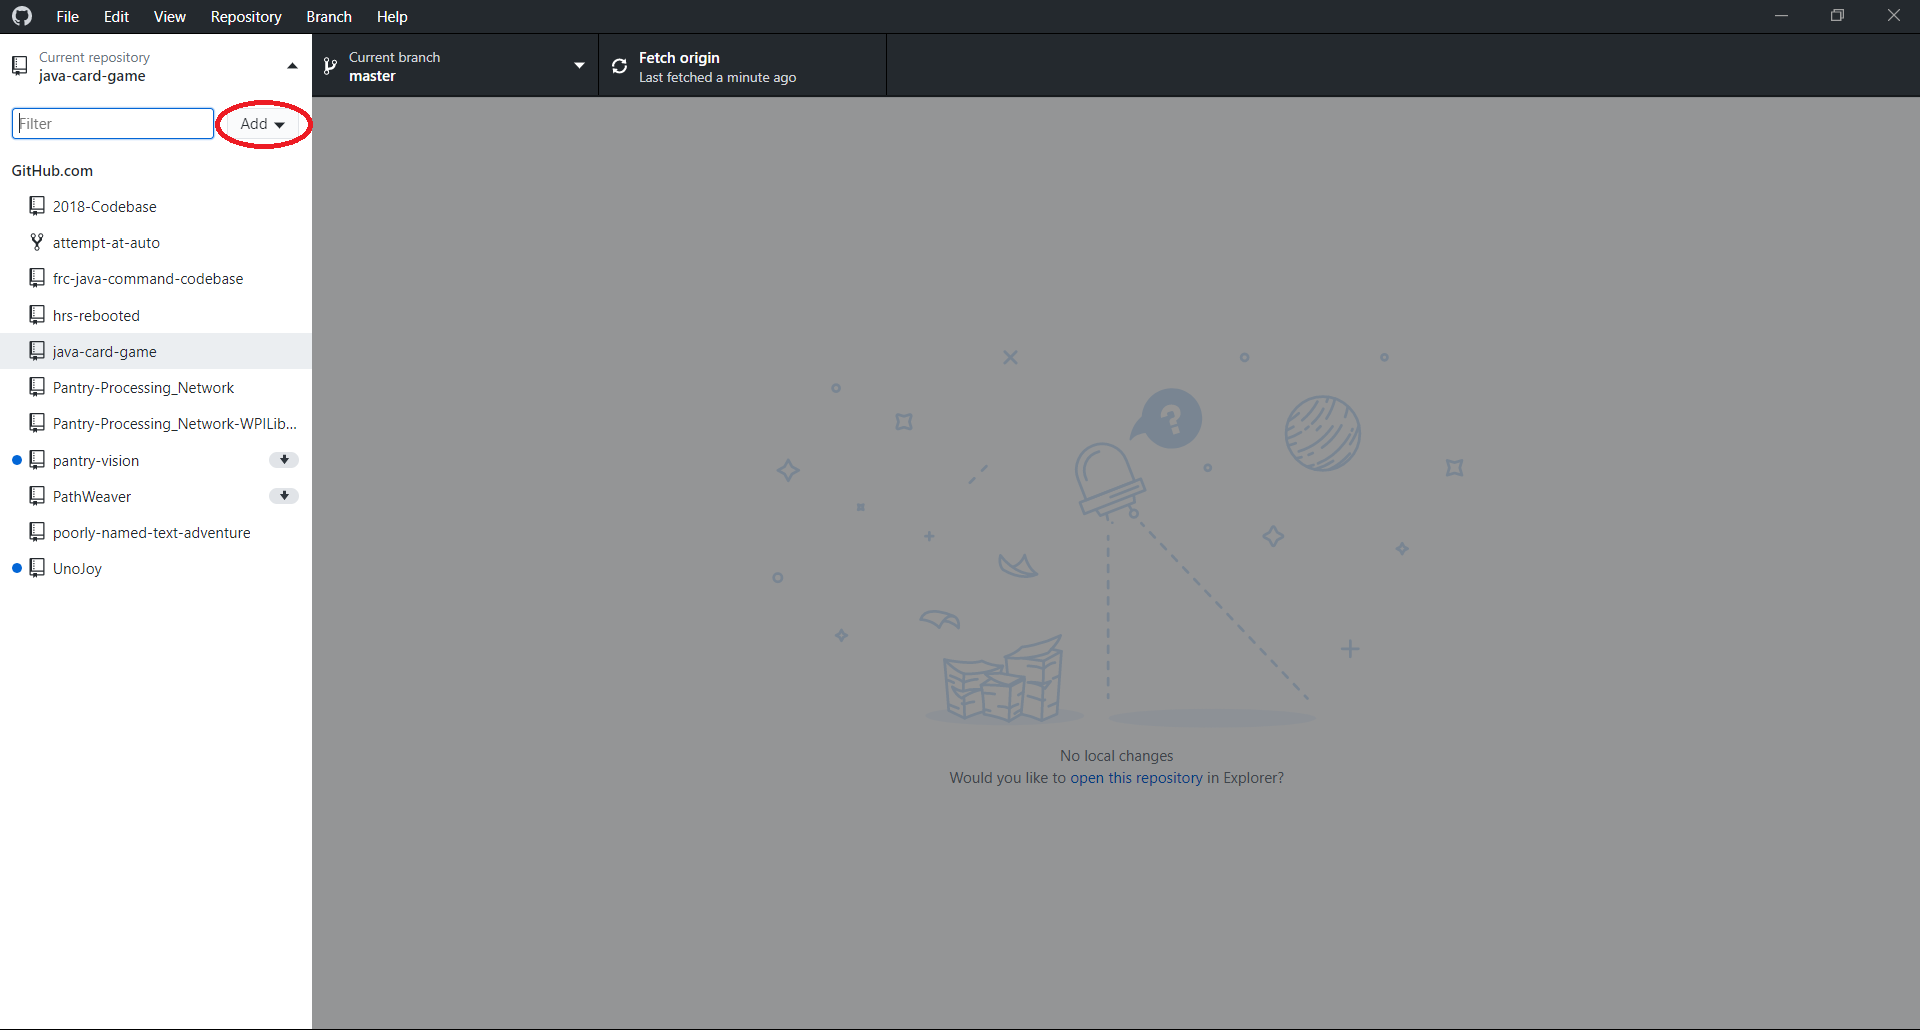 File Edit View Repository Branch Help
Current repository
java-card-game
Current branch
master
Fetch origin
Last fetched a minute ago
Filter
Add
GitHub.com
2018-Codebase
attempt-at-auto
frc-java-command-codebase
hrs-rebooted
java-card-game
Pantry-Processing_Network
Pantry-Processing_Network-WPILib...
pantry-vision
PathWeaver
poorly-named-text-adventure
UnoJoy
?
No local changes
Would you like to open this repository in Explorer?